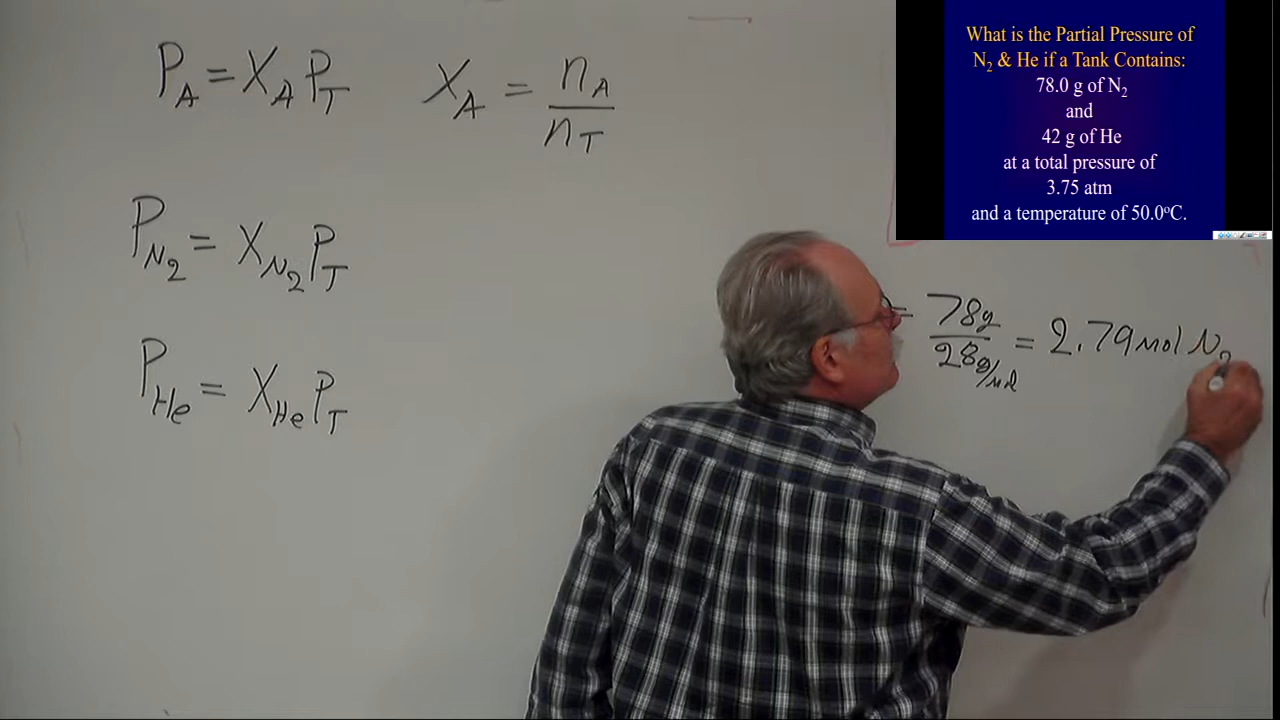 P_A = X_A P_T   X_A = n_A / n_T
P_N2 = X_N2 P_T
P_He = X_He P_T
What is the Partial Pressure of
N₂ & He if a Tank Contains:
78.0 g of N₂
and
42 g of He
at a total pressure of
3.75 atm
and a temperature of 50.0°C.
= 78g / 28 g/mol = 2.79 mol N₂